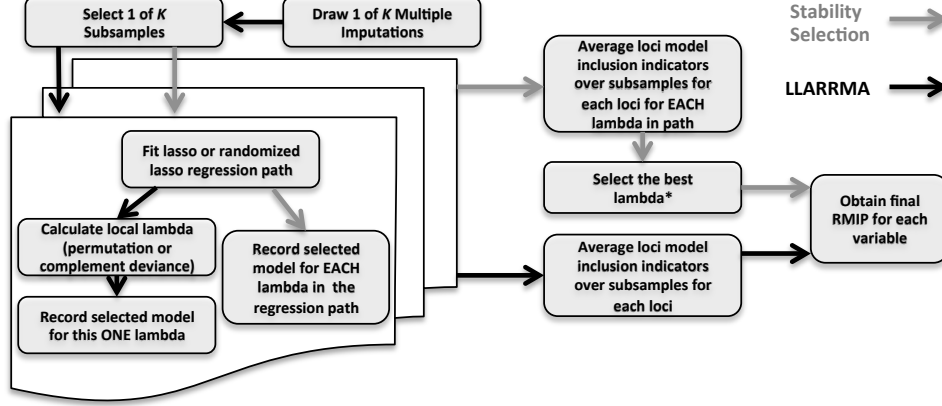 Select 1 of K
Subsamples
Draw 1 of K Multiple
Imputations
Stability
Selection
LLARRMA
Average loci model
inclusion indicators
over subsamples for
each loci for EACH
lambda in path
Fit lasso or randomized
lasso regression path
Select the best
lambda*
Obtain final
RMIP for each
variable
Calculate local lambda
(permutation or
complement deviance)
Record selected
model for EACH
lambda in the
regression path
Average loci model
inclusion indicators
over subsamples for
each loci
Record selected model
for this ONE lambda